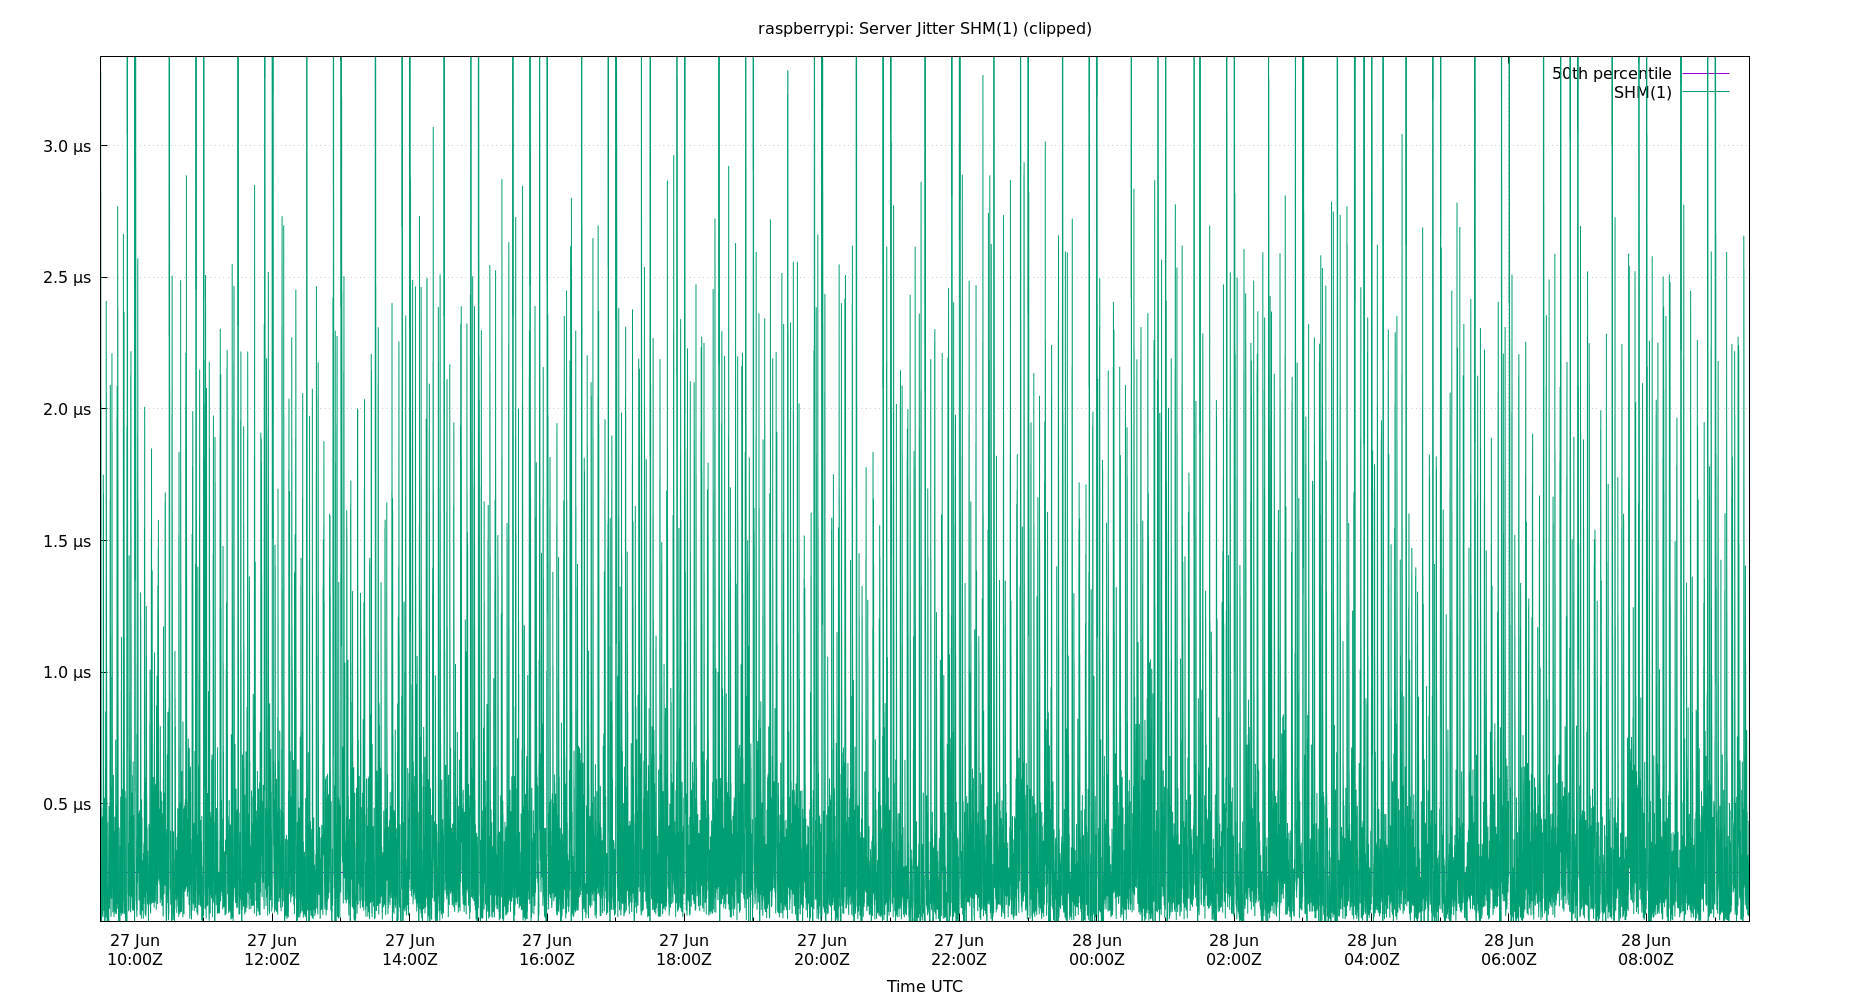 raspberrypi: Server Jitter SHM(1) (clipped)
50th percentile
SHM(1)
3.0 μs
2.5 μs
2.0 μs
1.5 μs
1.0 μs
0.5 μs
27 Jun 27 Jun 27 Jun 27 Jun 27 Jun 27 Jun 27 Jun 28 Jun 28 Jun 28 Jun 28 Jun 28 Jun
10:00Z 12:00Z 14:00Z 16:00Z 18:00Z 20:00Z 22:00Z 00:00Z 02:00Z 04:00Z 06:00Z 08:00Z
Time UTC